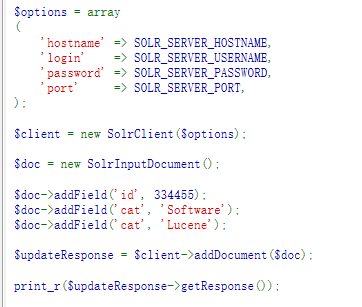 $options = array
(
    'hostname' => SOLR_SERVER_HOSTNAME,
    'login'    => SOLR_SERVER_USERNAME,
    'password' => SOLR_SERVER_PASSWORD,
    'port'     => SOLR_SERVER_PORT,
);
$client = new SolrClient($options);
$doc = new SolrInputDocument();
$doc->addField('id', 334455);
$doc->addField('cat', 'Software');
$doc->addField('cat', 'Lucene');
$updateResponse = $client->addDocument($doc);
print_r($updateResponse->getResponse());